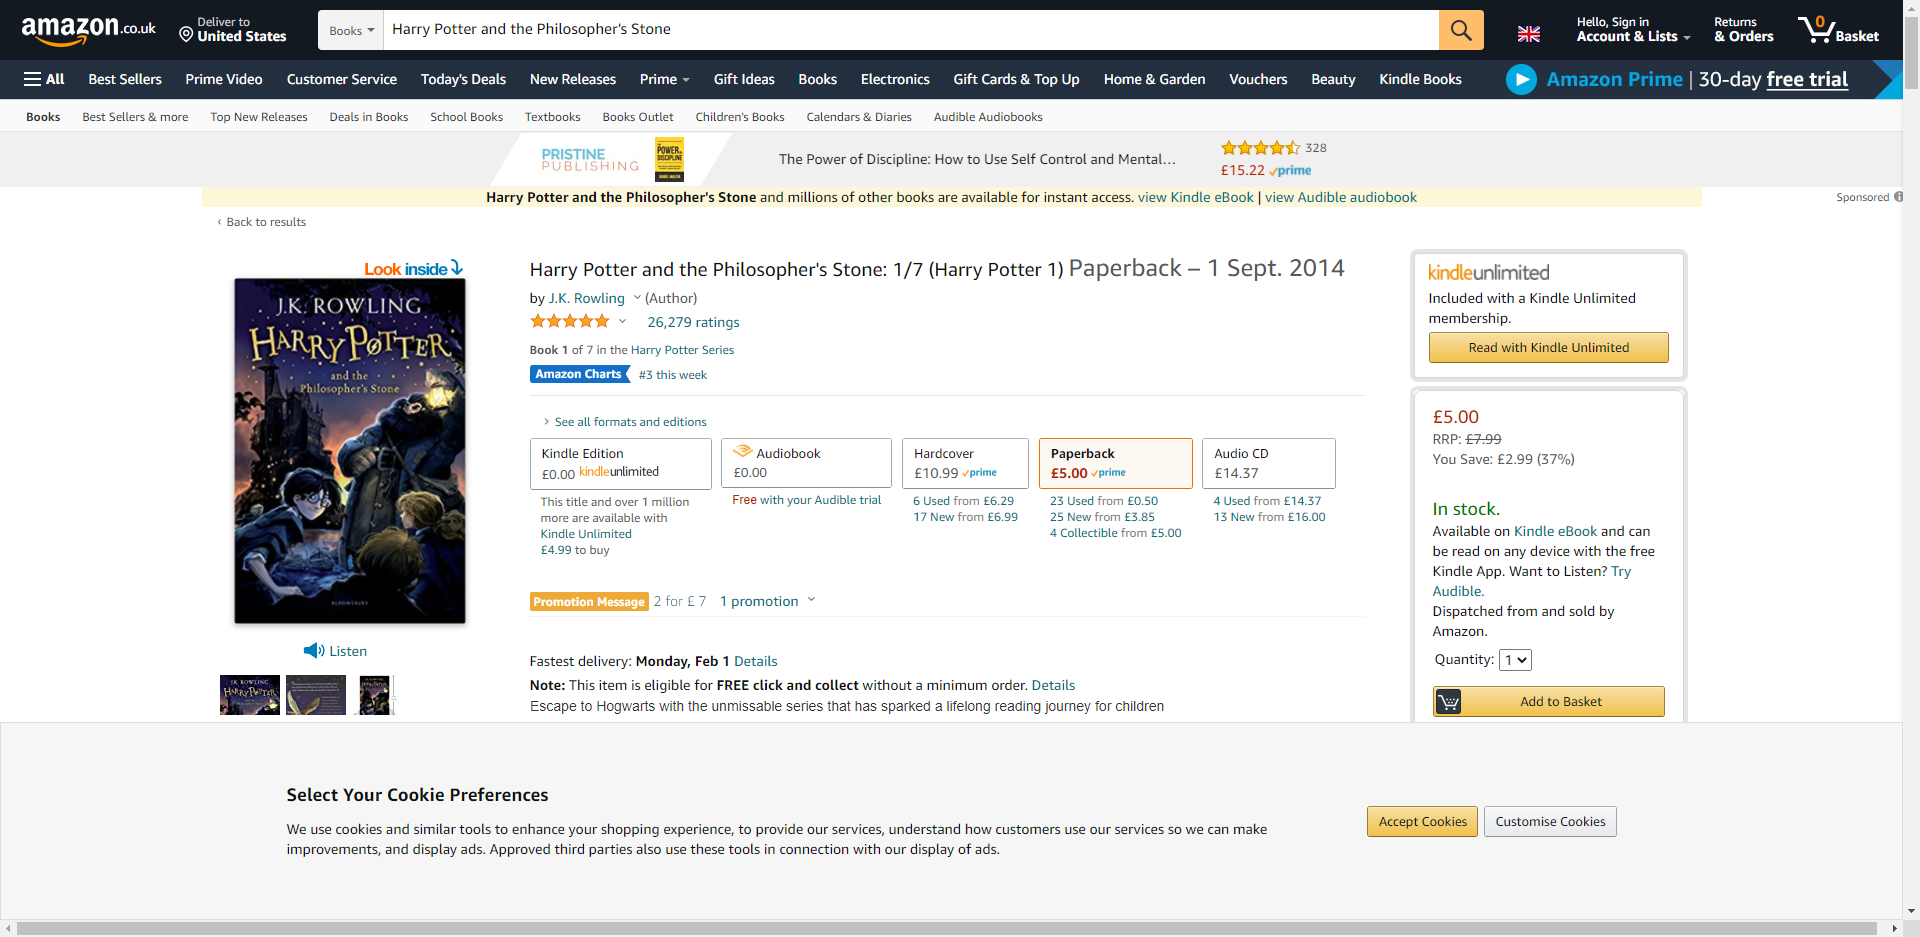 amazon.co.uk
Deliver to
United States
Books
Harry Potter and the Philosopher's Stone
Hello, Sign in
Account & Lists
Returns
& Orders
0
Basket
All
Best Sellers
Prime Video
Customer Service
Today's Deals
New Releases
Prime
Gift Ideas
Books
Electronics
Gift Cards & Top Up
Home & Garden
Vouchers
Beauty
Kindle Books
Amazon Prime | 30-day free trial
Books
Best Sellers & more
Top New Releases
Deals in Books
School Books
Textbooks
Books Outlet
Children's Books
Calendars & Diaries
Audible Audiobooks
PRISTINE
PUBLISHING
POWER
DISCIPLINE
The Power of Discipline: How to Use Self Control and Mental…
328
£15.22 prime
Harry Potter and the Philosopher's Stone and millions of other books are available for instant access. view Kindle eBook | view Audible audiobook
Sponsored
‹ Back to results
Look inside
J.K. ROWLING
HARRY POTTER
and the
Philosopher's Stone
BLOOMSBURY
Listen
Harry Potter and the Philosopher's Stone: 1/7 (Harry Potter 1) Paperback – 1 Sept. 2014
by J.K. Rowling (Author)
26,279 ratings
Book 1 of 7 in the Harry Potter Series
Amazon Charts #3 this week
See all formats and editions
Kindle Edition
£0.00 kindleunlimited
This title and over 1 million
more are available with
Kindle Unlimited
£4.99 to buy
Audiobook
£0.00
Free with your Audible trial
Hardcover
£10.99 prime
6 Used from £6.29
17 New from £6.99
Paperback
£5.00 prime
23 Used from £0.50
25 New from £3.85
4 Collectible from £5.00
Audio CD
£14.37
4 Used from £14.37
13 New from £16.00
Promotion Message 2 for £ 7 1 promotion
Fastest delivery: Monday, Feb 1 Details
Note: This item is eligible for FREE click and collect without a minimum order. Details
Escape to Hogwarts with the unmissable series that has sparked a lifelong reading journey for children
kindleunlimited
Included with a Kindle Unlimited
membership.
Read with Kindle Unlimited
£5.00
RRP: £7.99
You Save: £2.99 (37%)
In stock.
Available on Kindle eBook and can
be read on any device with the free
Kindle App. Want to Listen? Try
Audible.
Dispatched from and sold by
Amazon.
Quantity: 1
Add to Basket
Select Your Cookie Preferences
We use cookies and similar tools to enhance your shopping experience, to provide our services, understand how customers use our services so we can make
improvements, and display ads. Approved third parties also use these tools in connection with our display of ads.
Accept Cookies
Customise Cookies